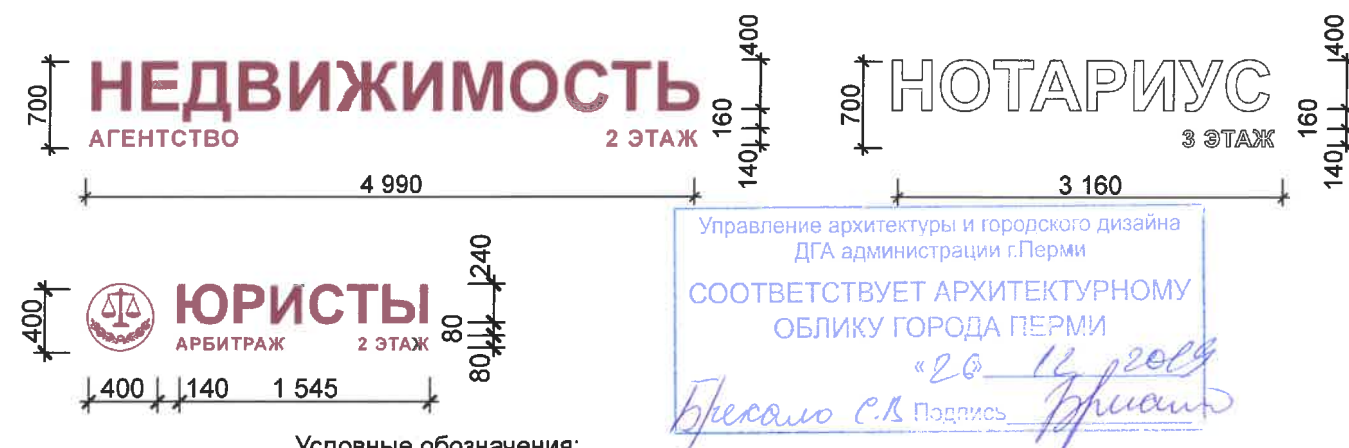 400
700
НЕДВИЖИМОСТЬ
160
АГЕНТСТВО
2 ЭТАЖ
140
4 990
400
700
НОТАРИУС
160
3 ЭТАЖ
140
3 160
Управление архитектуры и городского дизайна
ДГА администрации г.Перми
СООТВЕТСТВУЕТ АРХИТЕКТУРНОМУ
ОБЛИКУ ГОРОДА ПЕРМИ
«26» 12 2019
С.В Подпись
240
400
ЮРИСТЫ
80
АРБИТРАЖ
2 ЭТАЖ
80
400
140
1 545
Условные обозначения: